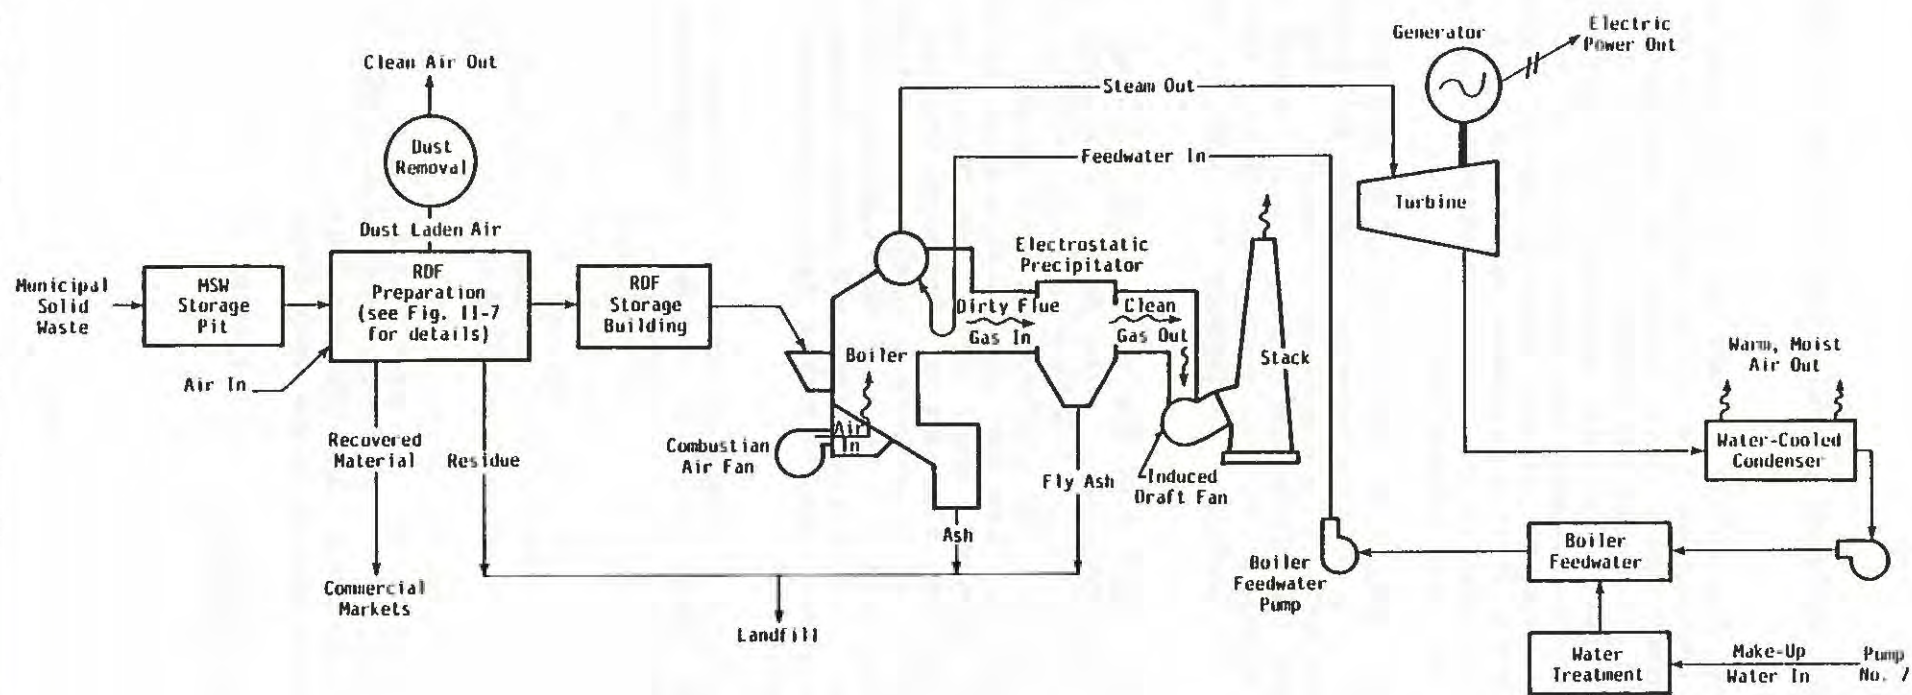 Electric
Power Out
Generator
Clean Air Out
Steam Out
Dust
Removal
Feedwater In
Turbine
Dust Laden Air
Electrostatic
Precipitator
Municipal
Solid
Waste
MSW
Storage
Pit
RDF
Preparation
(see Fig. 11-7
for details)
RDF
Storage
Building
Dirty Flue
Gas In
Clean
Gas Out
Boiler
Stack
Warm, Moist
Air Out
Air In
Recovered
Material
Residue
Combustian
Air Fan
Air
In
Water-Cooled
Condenser
Fly Ash
Induced
Draft Fan
Ash
Boiler
Feedwater
Pump
Boiler
Feedwater
Commercial
Markets
Landfill
Water
Treatment
Make-Up
Water In
Pump
No. 7